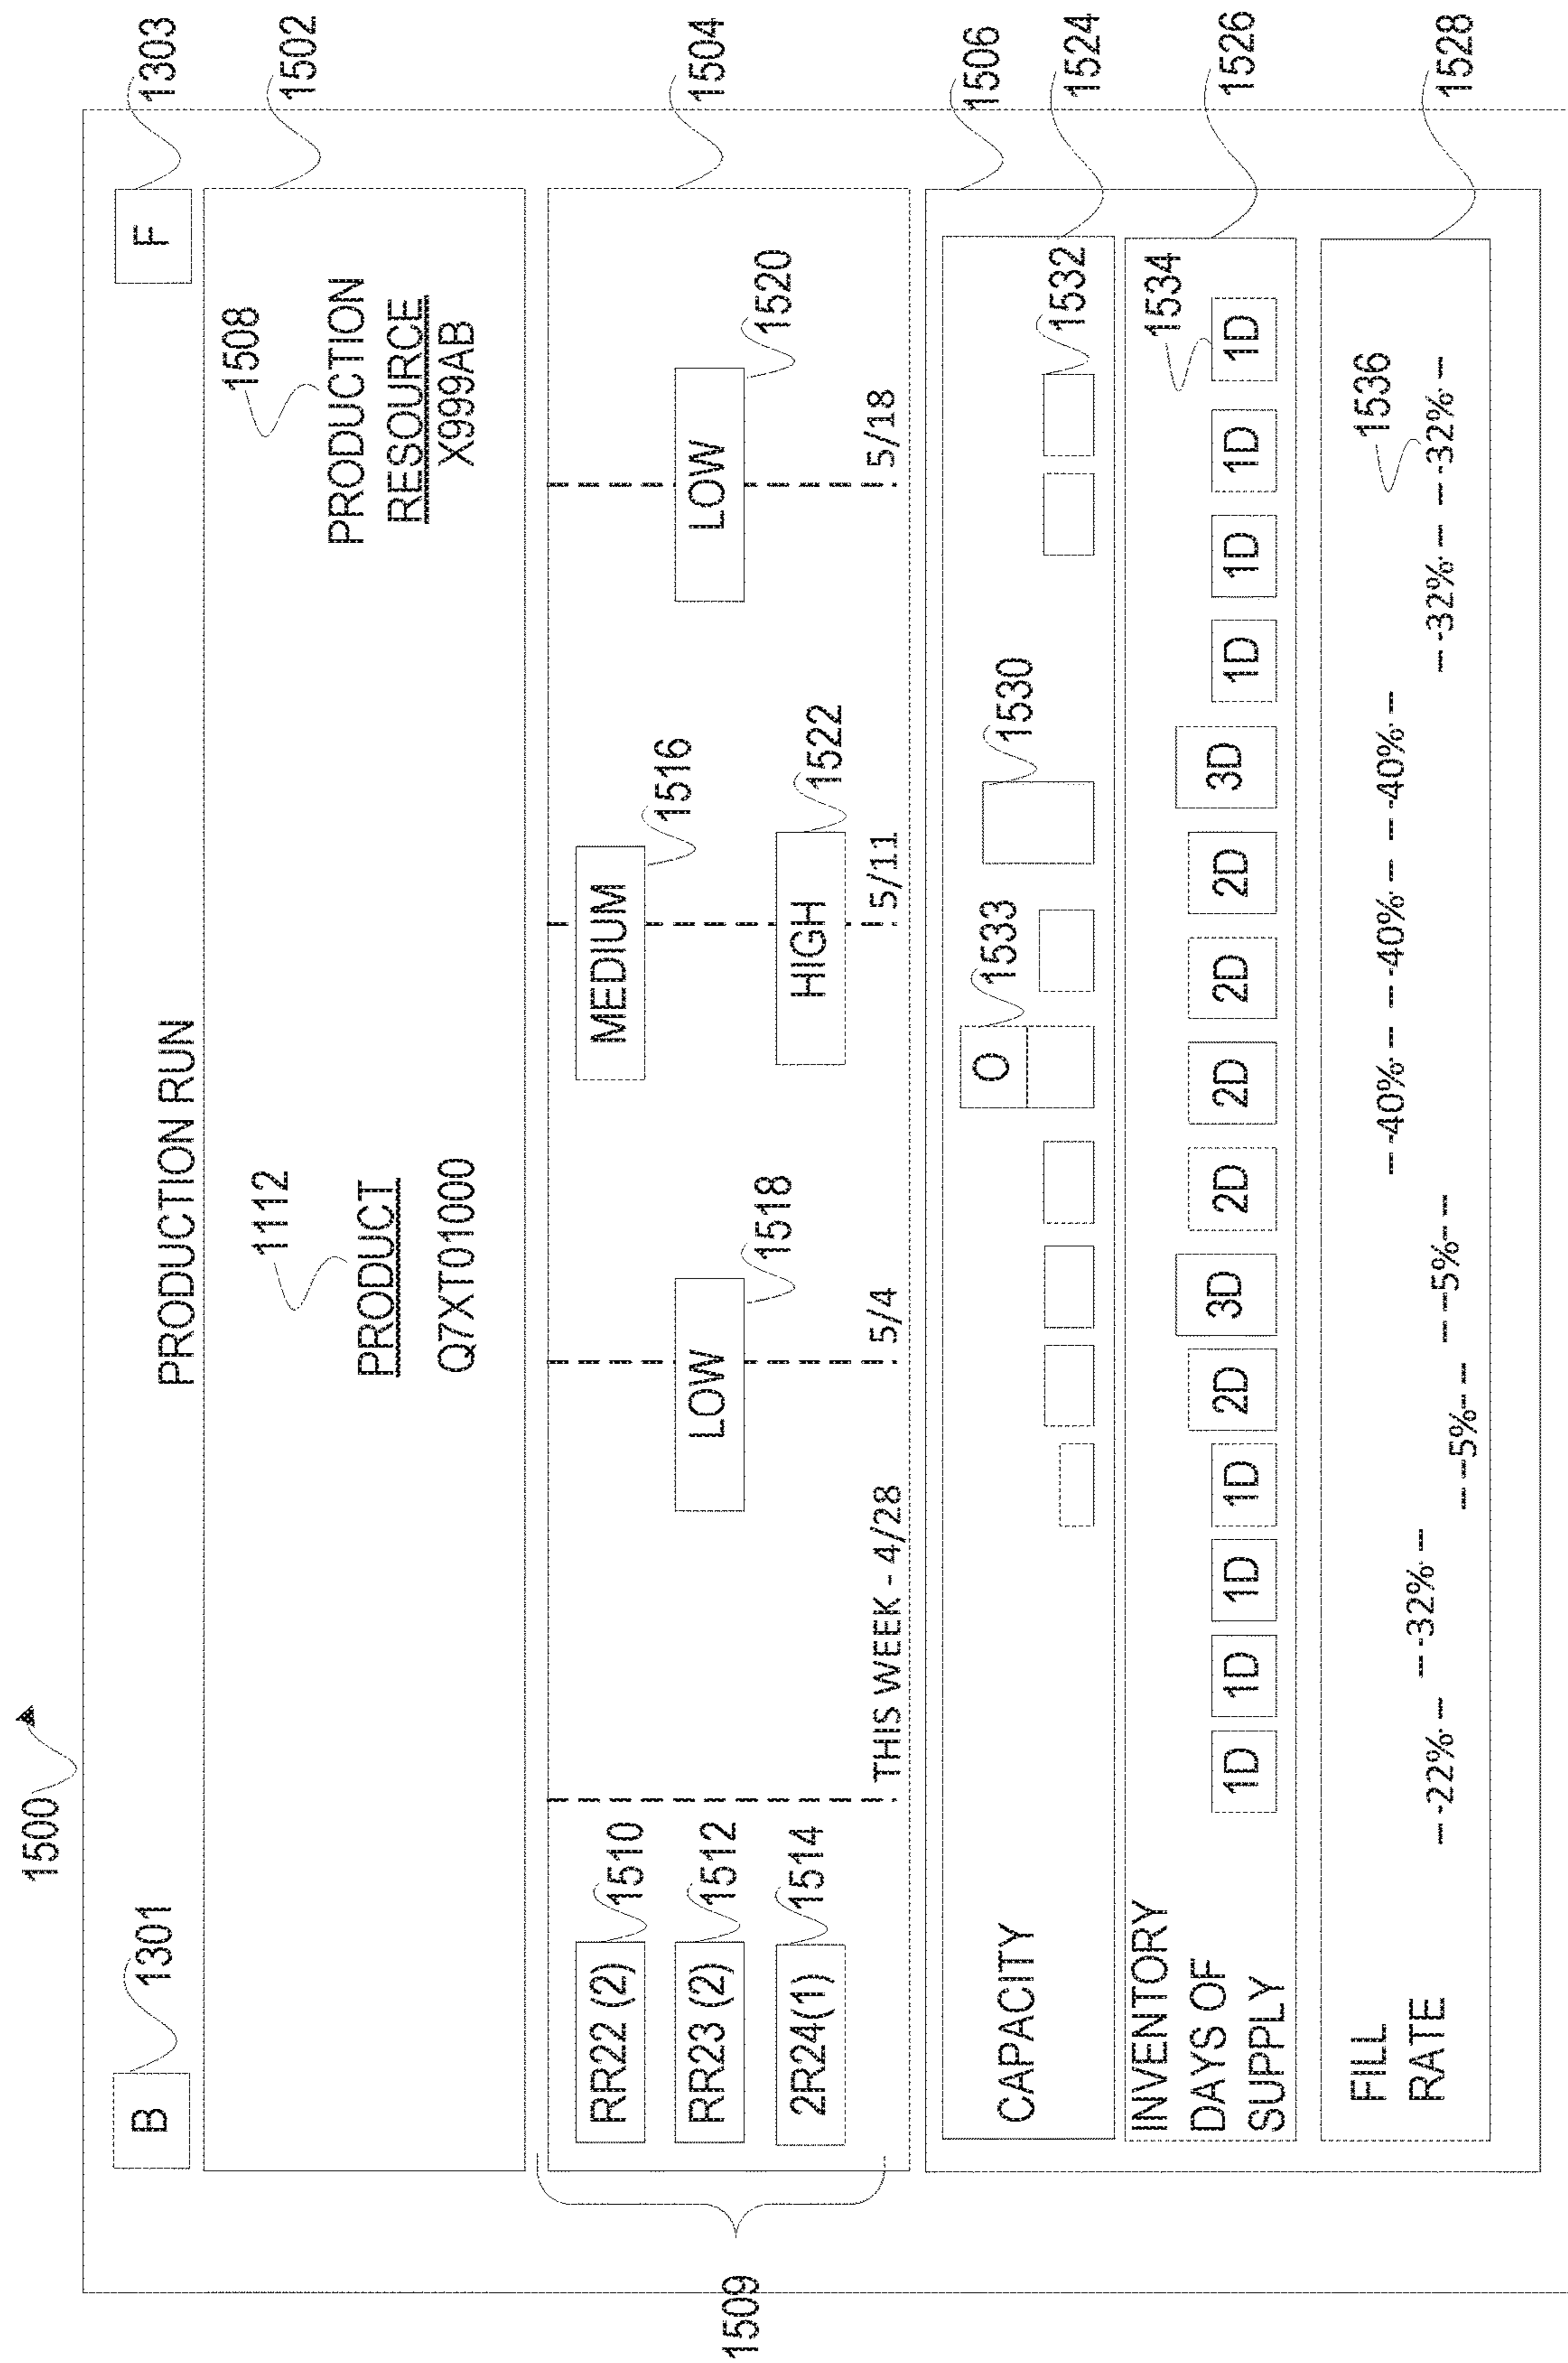 1500
B
1301
PRODUCTION RUN
F
1303
1112
PRODUCT
Q7XT01000
1508
PRODUCTION
RESOURCE
X999AB
1502
1509
RR22 (2)
1510
RR23 (2)
1512
2R24(1)
1514
MEDIUM
1516
LOW
1518
LOW
1520
HIGH
1522
THIS WEEK - 4/28
5/4
5/11
5/18
1504
1506
CAPACITY
O
1533
1530
1532
1524
INVENTORY
DAYS OF
SUPPLY
1D 1D 1D 1D 2D 3D 2D 2D 2D 2D 3D 1D 1D 1D 1D
1534
1526
FILL
RATE
-22%- -32%- -5%- -5%- -40%- -40%- -40%- -32%- -32%-
1536
1528